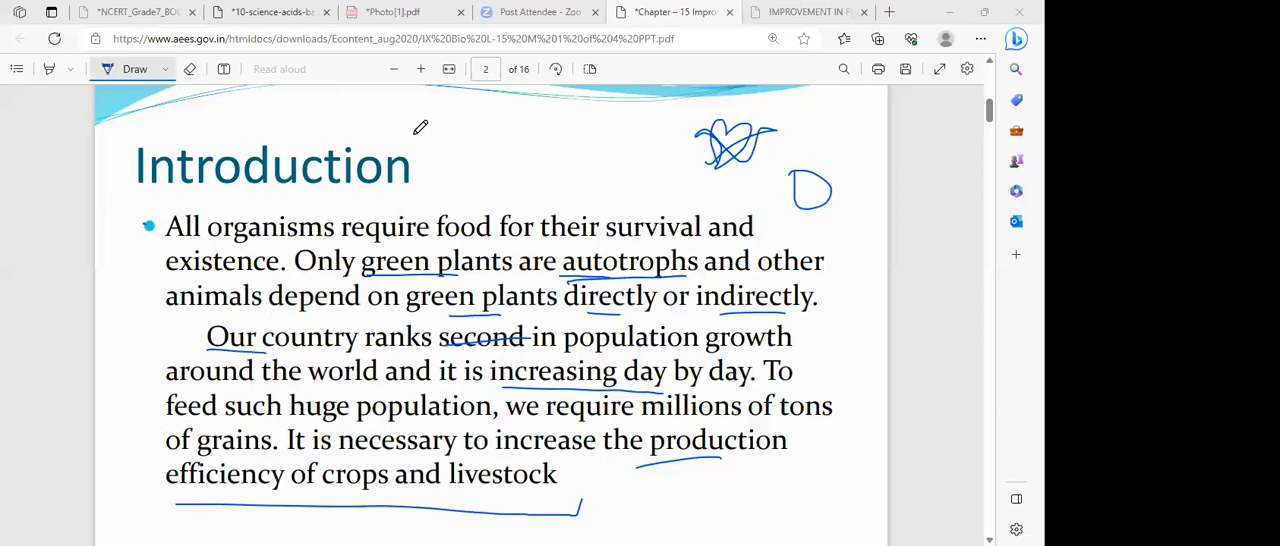 *NCERT_Grade7_BOC
*10-science-acids-ba
*Photo[1].pdf
Post Attendee - Zoo
*Chapter – 15 Impro
IMPROVEMENT IN F
https://www.aees.gov.in/htmldocs/downloads/Econtent_aug2020/IX%20Bio%20L-15%20M%201%20of%204%20PPT.pdf
Draw
Read aloud
2 of 16
D
Introduction
All organisms require food for their survival and
existence. Only green plants are autotrophs and other
animals depend on green plants directly or indirectly.
Our country ranks second in population growth
around the world and it is increasing day by day. To
feed such huge population, we require millions of tons
of grains. It is necessary to increase the production
efficiency of crops and livestock